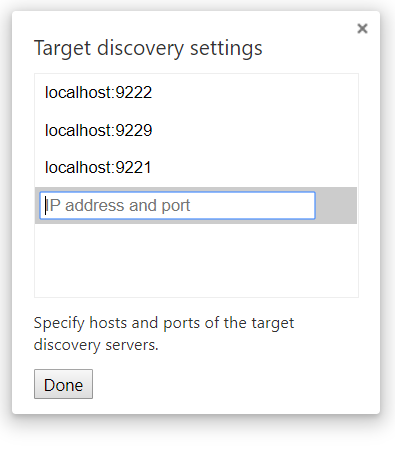 Target discovery settings
localhost:9222
localhost:9229
localhost:9221
IP address and port
Specify hosts and ports of the target
discovery servers.
Done